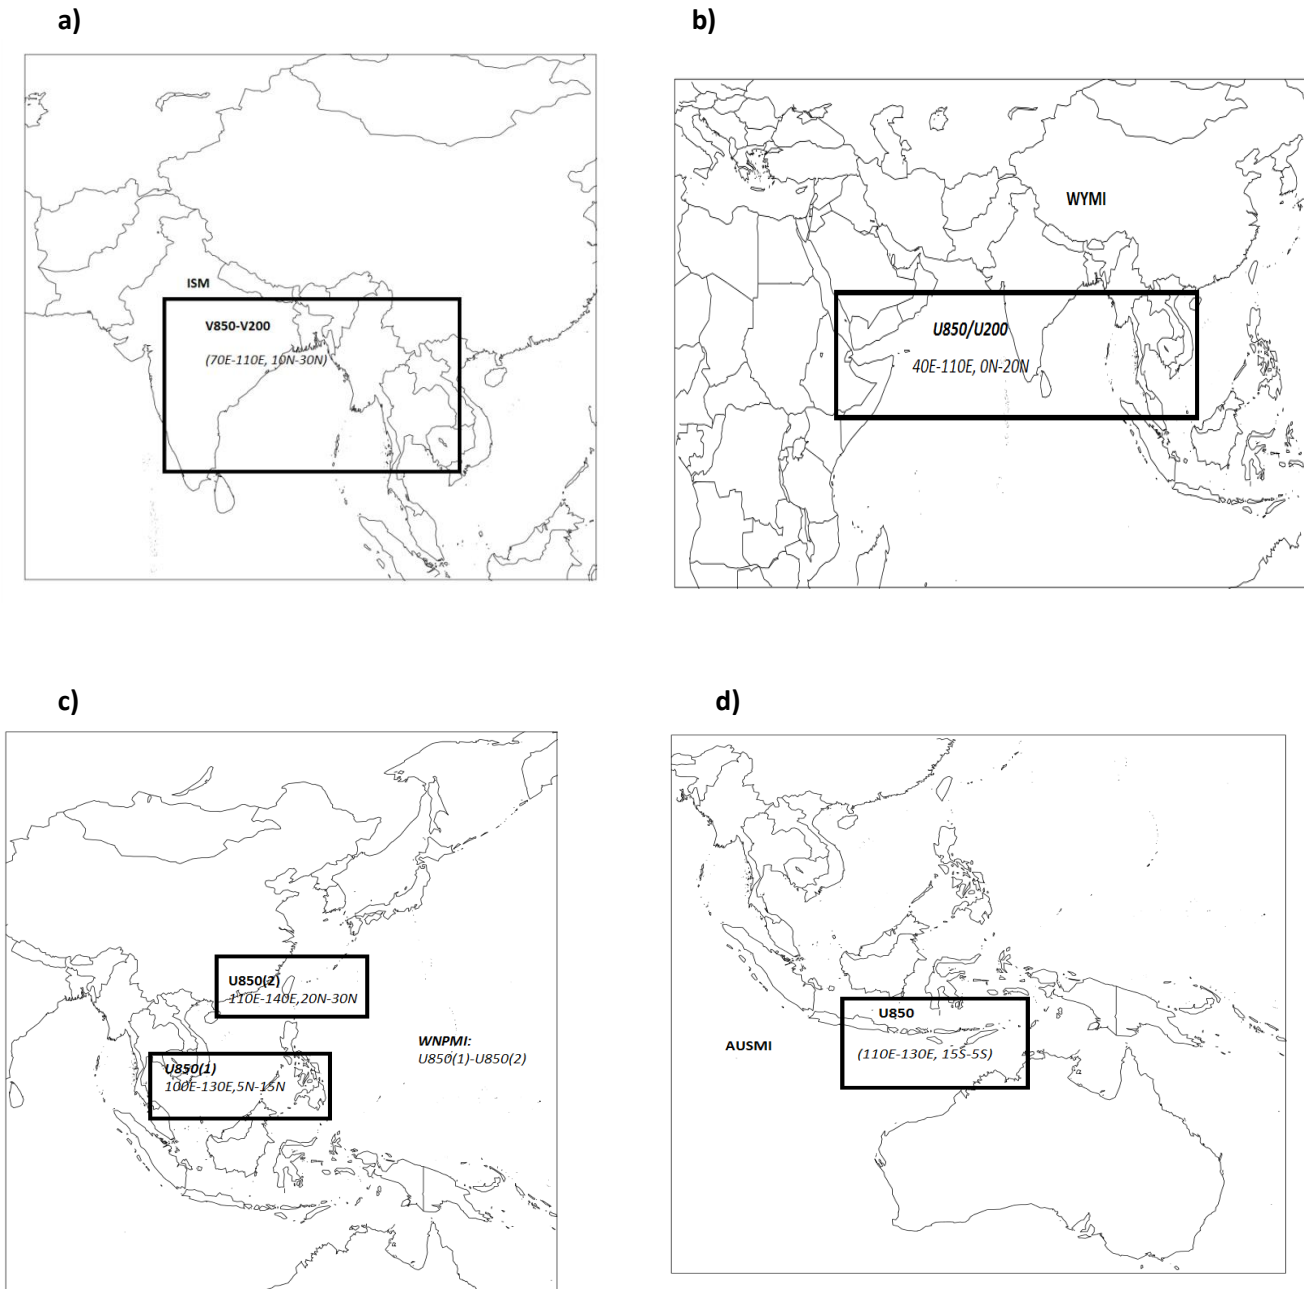 a)
ISM
V850-V200
(70E-110E, 10N-30N)
b)
WYMI
U850/U200
40E-110E, 0N-20N
c)
U850(2)
110E-140E,20N-30N
U850(1)
100E-130E,5N-15N
WNPMI:
U850(1)-U850(2)
d)
U850
(110E-130E, 15S-5S)
AUSMI